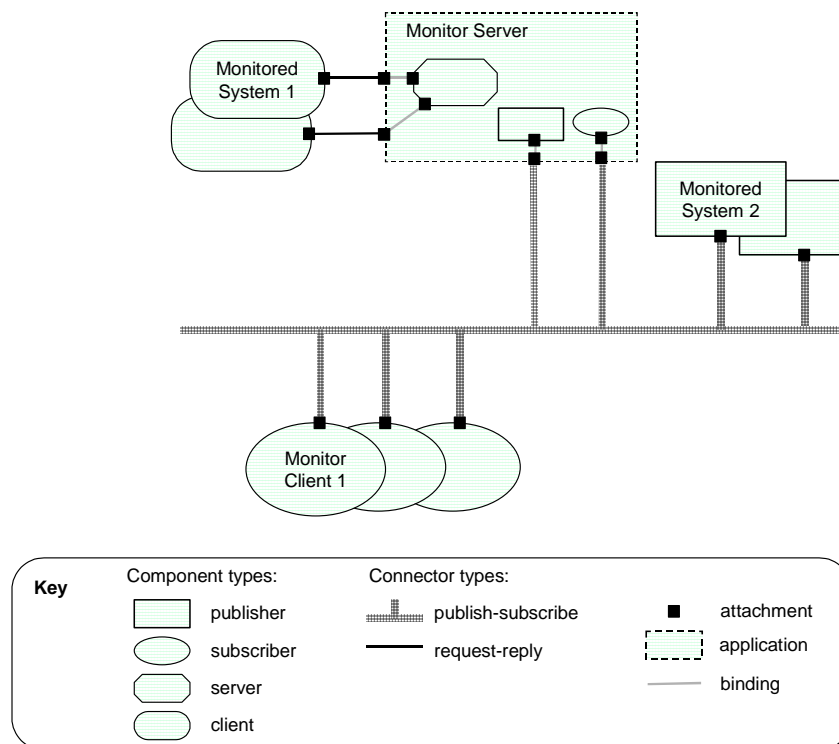 Monitor Server
Monitored
System 1
Monitored
System 2
Monitor
Client 1
Key
Component types:
publisher
subscriber
server
client
Connector types:
publish-subscribe
request-reply
attachment
application
binding